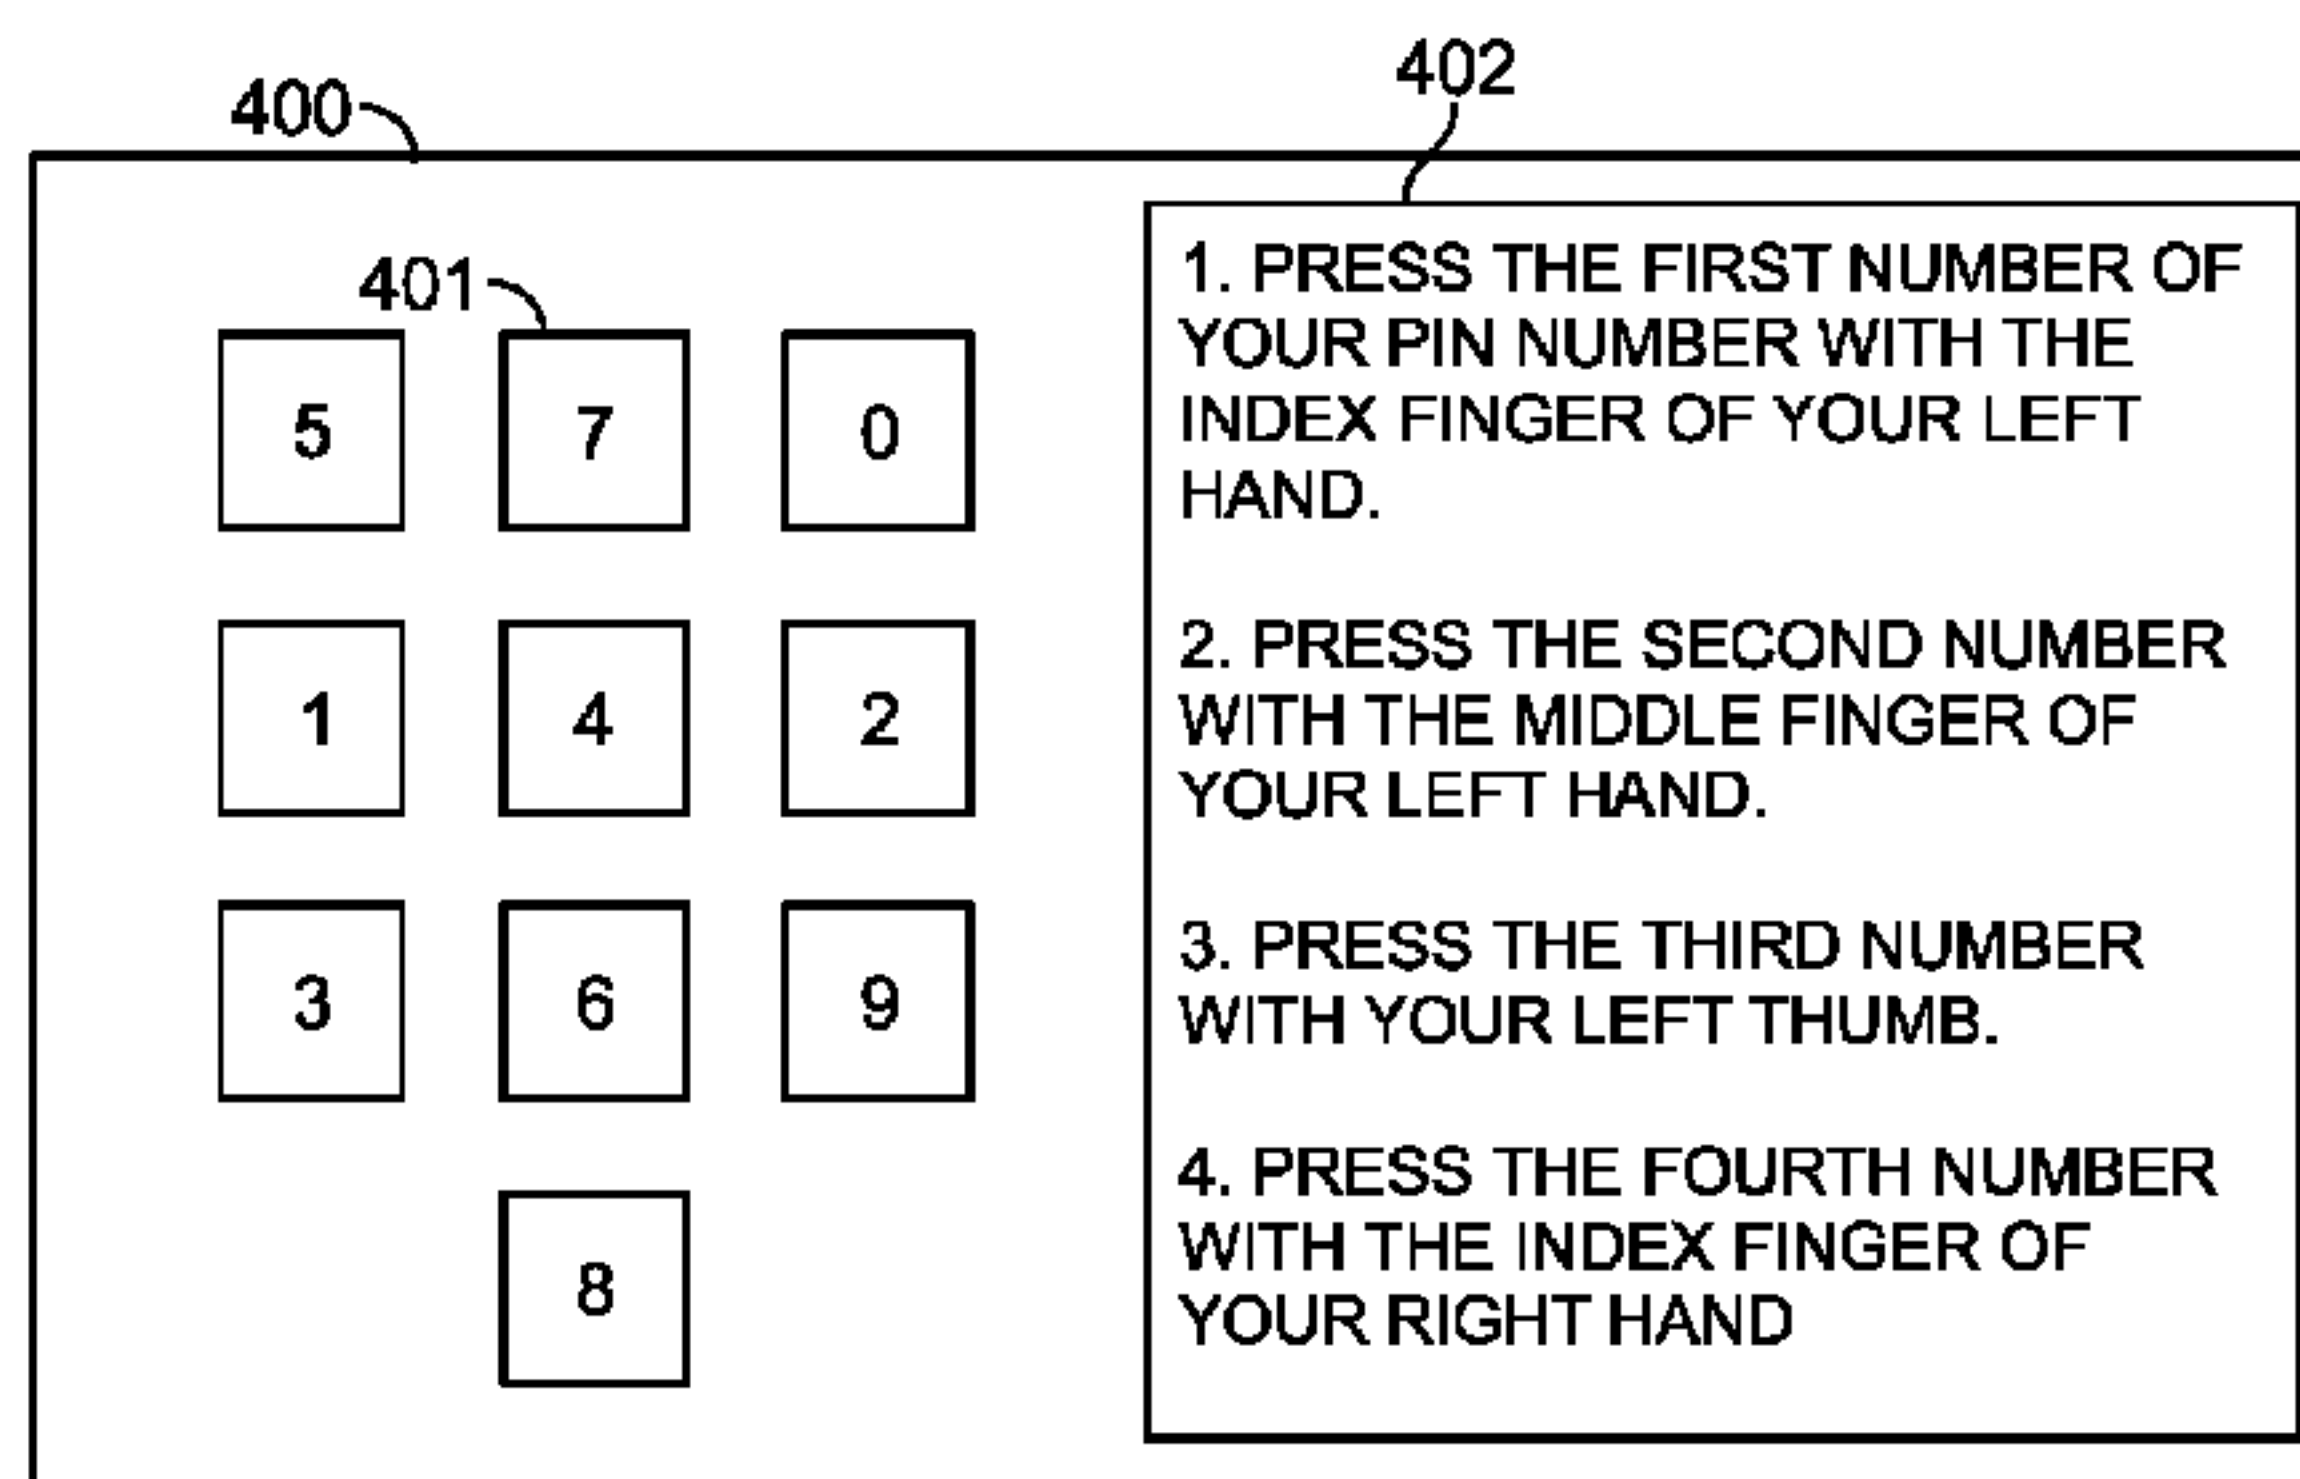 402
400
401
5 7 0
1 4 2
3 6 9
8
1. PRESS THE FIRST NUMBER OF
YOUR PIN NUMBER WITH THE
INDEX FINGER OF YOUR LEFT
HAND.
2. PRESS THE SECOND NUMBER
WITH THE MIDDLE FINGER OF
YOUR LEFT HAND.
3. PRESS THE THIRD NUMBER
WITH YOUR LEFT THUMB.
4. PRESS THE FOURTH NUMBER
WITH THE INDEX FINGER OF
YOUR RIGHT HAND